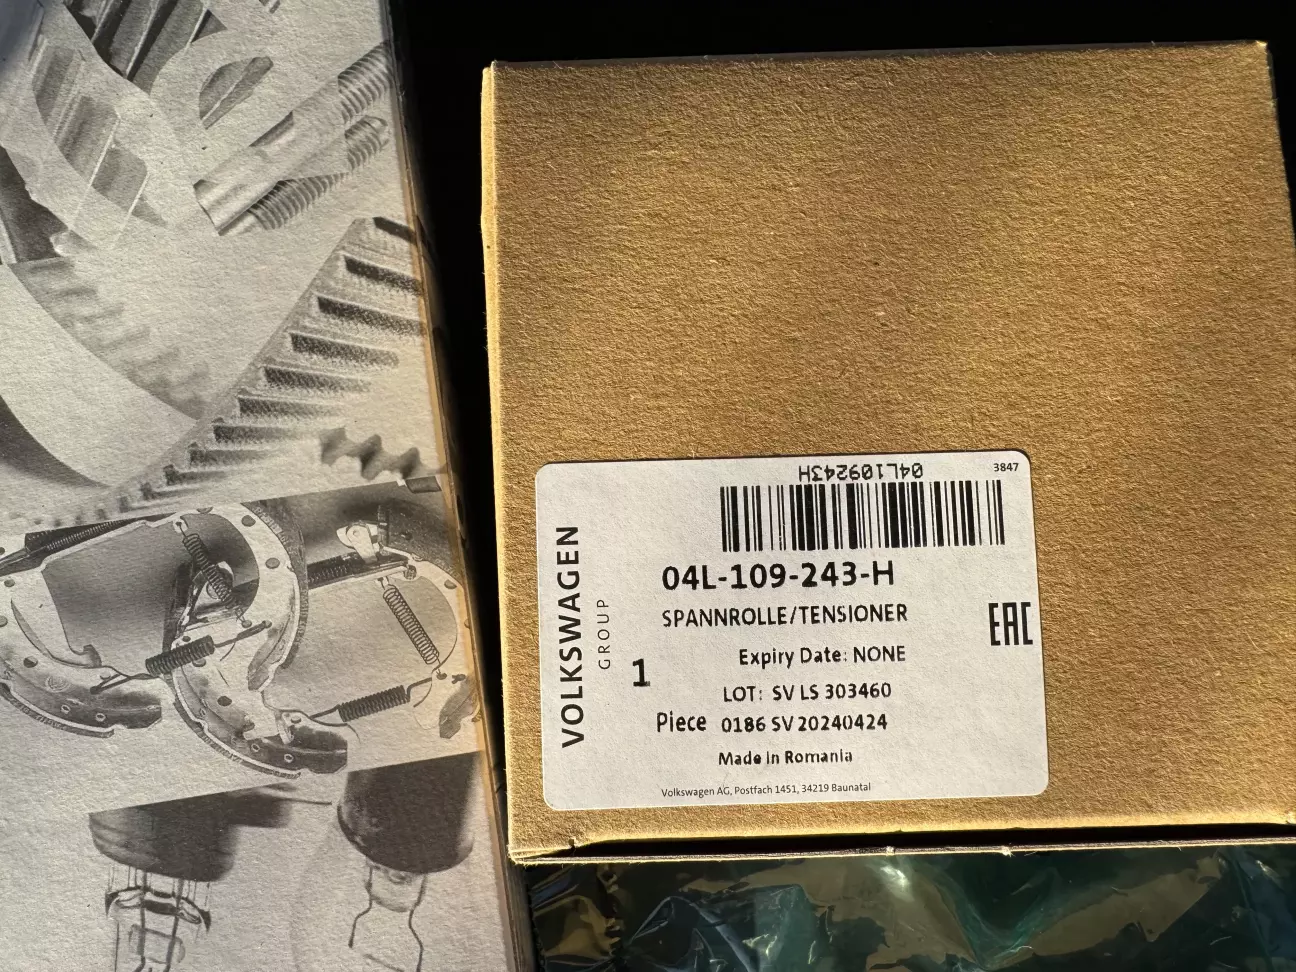 04L109243H
3847
04L-109-243-H
SPANNROLLE/TENSIONER
VOLKSWAGEN
GROUP
EAC
1
Expiry Date: NONE
LOT: SV LS 303460
Piece 0186 SV 20240424
Made in Romania
Volkswagen AG, Postfach 1451, 34219 Baunatal